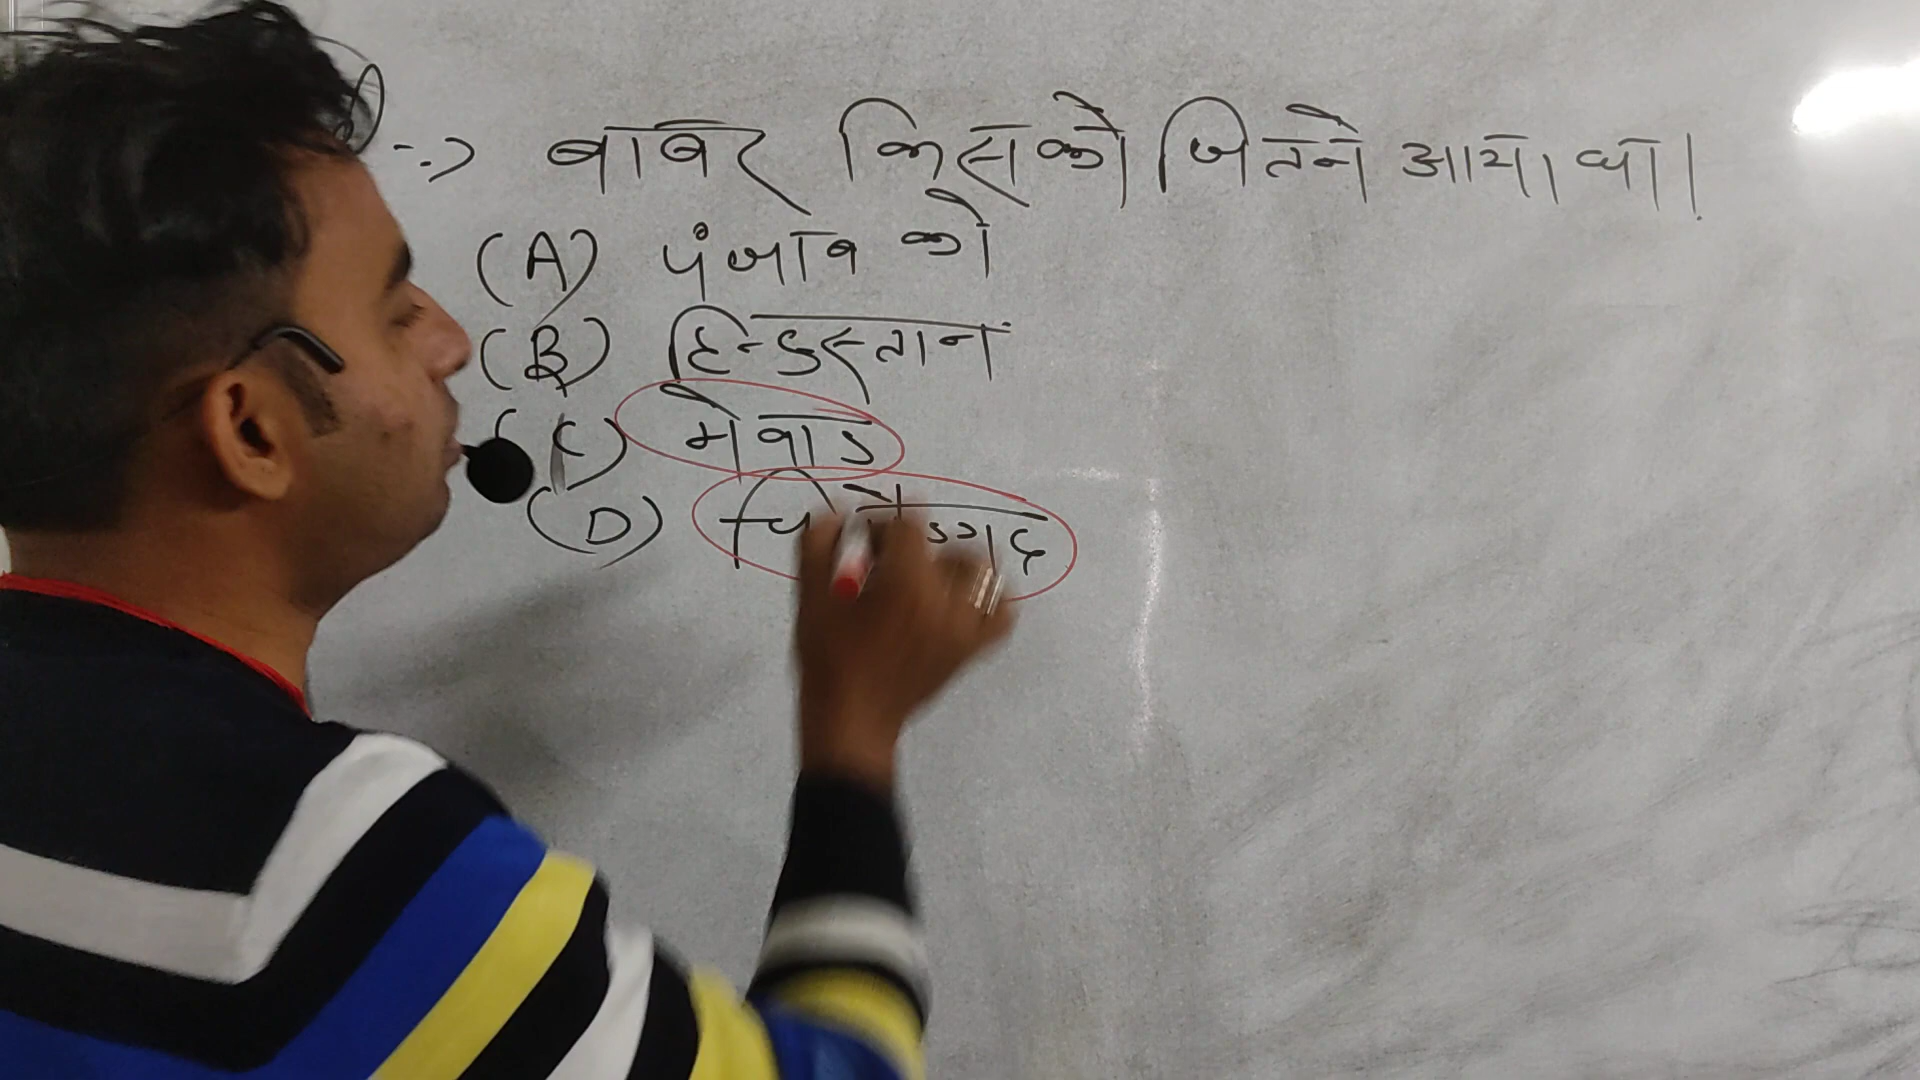 -:> बाबर किसको जितने आया था।
(A) पंजाब को
(B) हिन्दुस्तान
(C) मेवाड
(D)